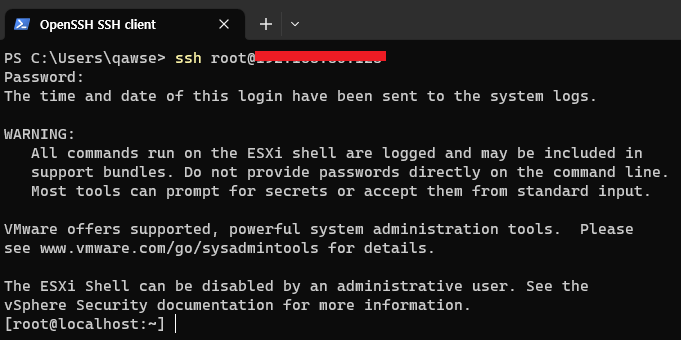 OpenSSH SSH client
PS C:\Users\qawse> ssh root@
Password:
The time and date of this login have been sent to the system logs.
WARNING:
All commands run on the ESXi shell are logged and may be included in
support bundles. Do not provide passwords directly on the command line.
Most tools can prompt for secrets or accept them from standard input.
VMware offers supported, powerful system administration tools.  Please
see www.vmware.com/go/sysadmintools for details.
The ESXi Shell can be disabled by an administrative user. See the
vSphere Security documentation for more information.
[root@localhost:~]